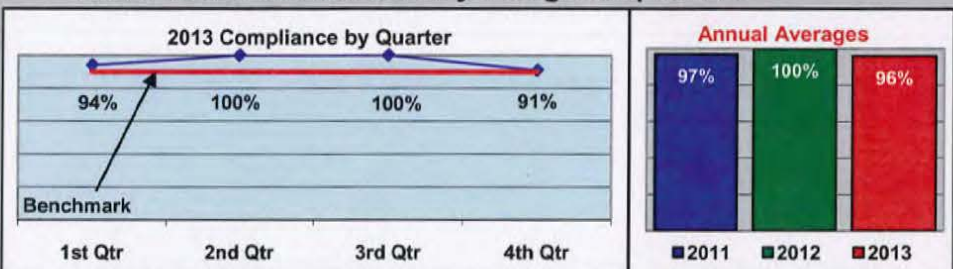 2013 Compliance by Quarter
94%
100%
100%
91%
Benchmark
1st Qtr
2nd Qtr
3rd Qtr
4th Qtr
Annual Averages
97%
100%
96%
2011
2012
2013